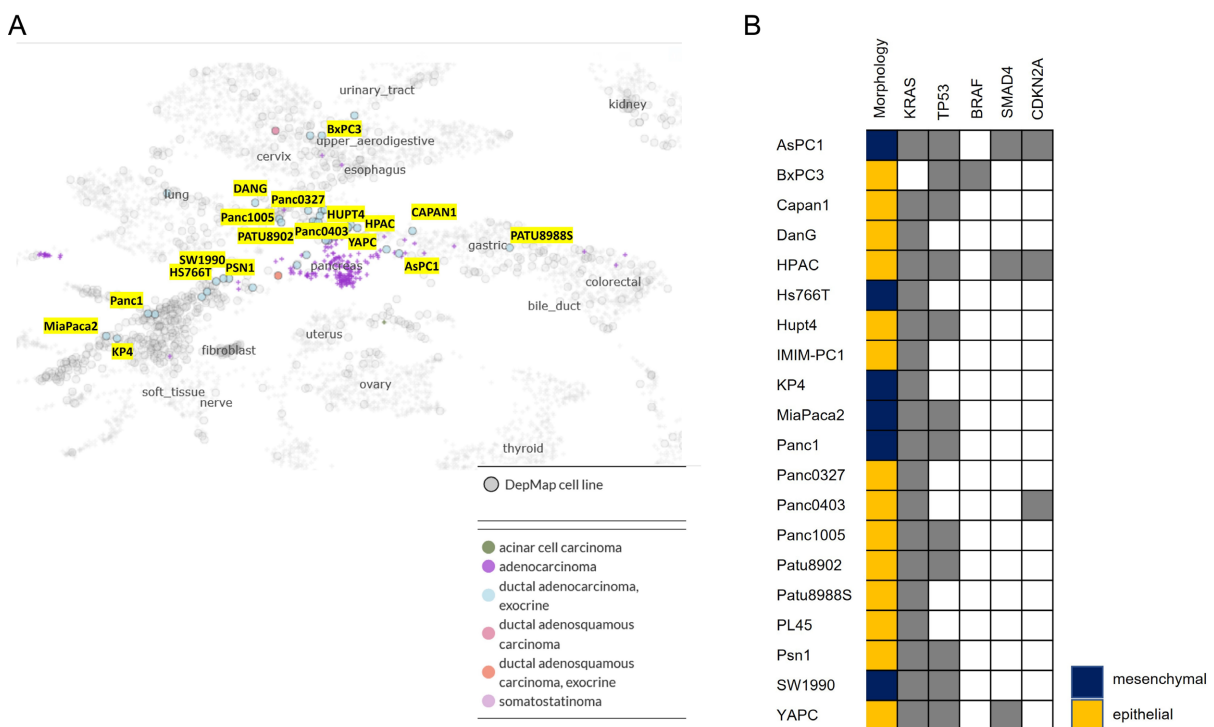 A
urinary_tract
kidney
BxPC3
upper_aerodigestive
cervix
esophagus
lung
DANG
Panc0327
Panc1005
HUPT4
HPAC
CAPAN1
PATU8902
Panc0403
YAPC
gastric
PATU8988S
SW1990
HS766T
PSN1
pancreas
AsPC1
colorectal
Panc1
bile_duct
MiaPaca2
KP4
uterus
fibroblast
soft_tissue
nerve
ovary
thyroid
DepMap cell line
acinar cell carcinoma
adenocarcinoma
ductal adenocarcinoma,
exocrine
ductal adenosquamous
carcinoma
ductal adenosquamous
carcinoma, exocrine
somatostatinoma
B
Morphology
KRAS
TP53
BRAF
SMAD4
CDKN2A
AsPC1
BxPC3
Capan1
DanG
HPAC
Hs766T
Hupt4
IMIM-PC1
KP4
MiaPaca2
Panc1
Panc0327
Panc0403
Panc1005
Patu8902
Patu8988S
PL45
Psn1
SW1990
YAPC
mesenchymal
epithelial